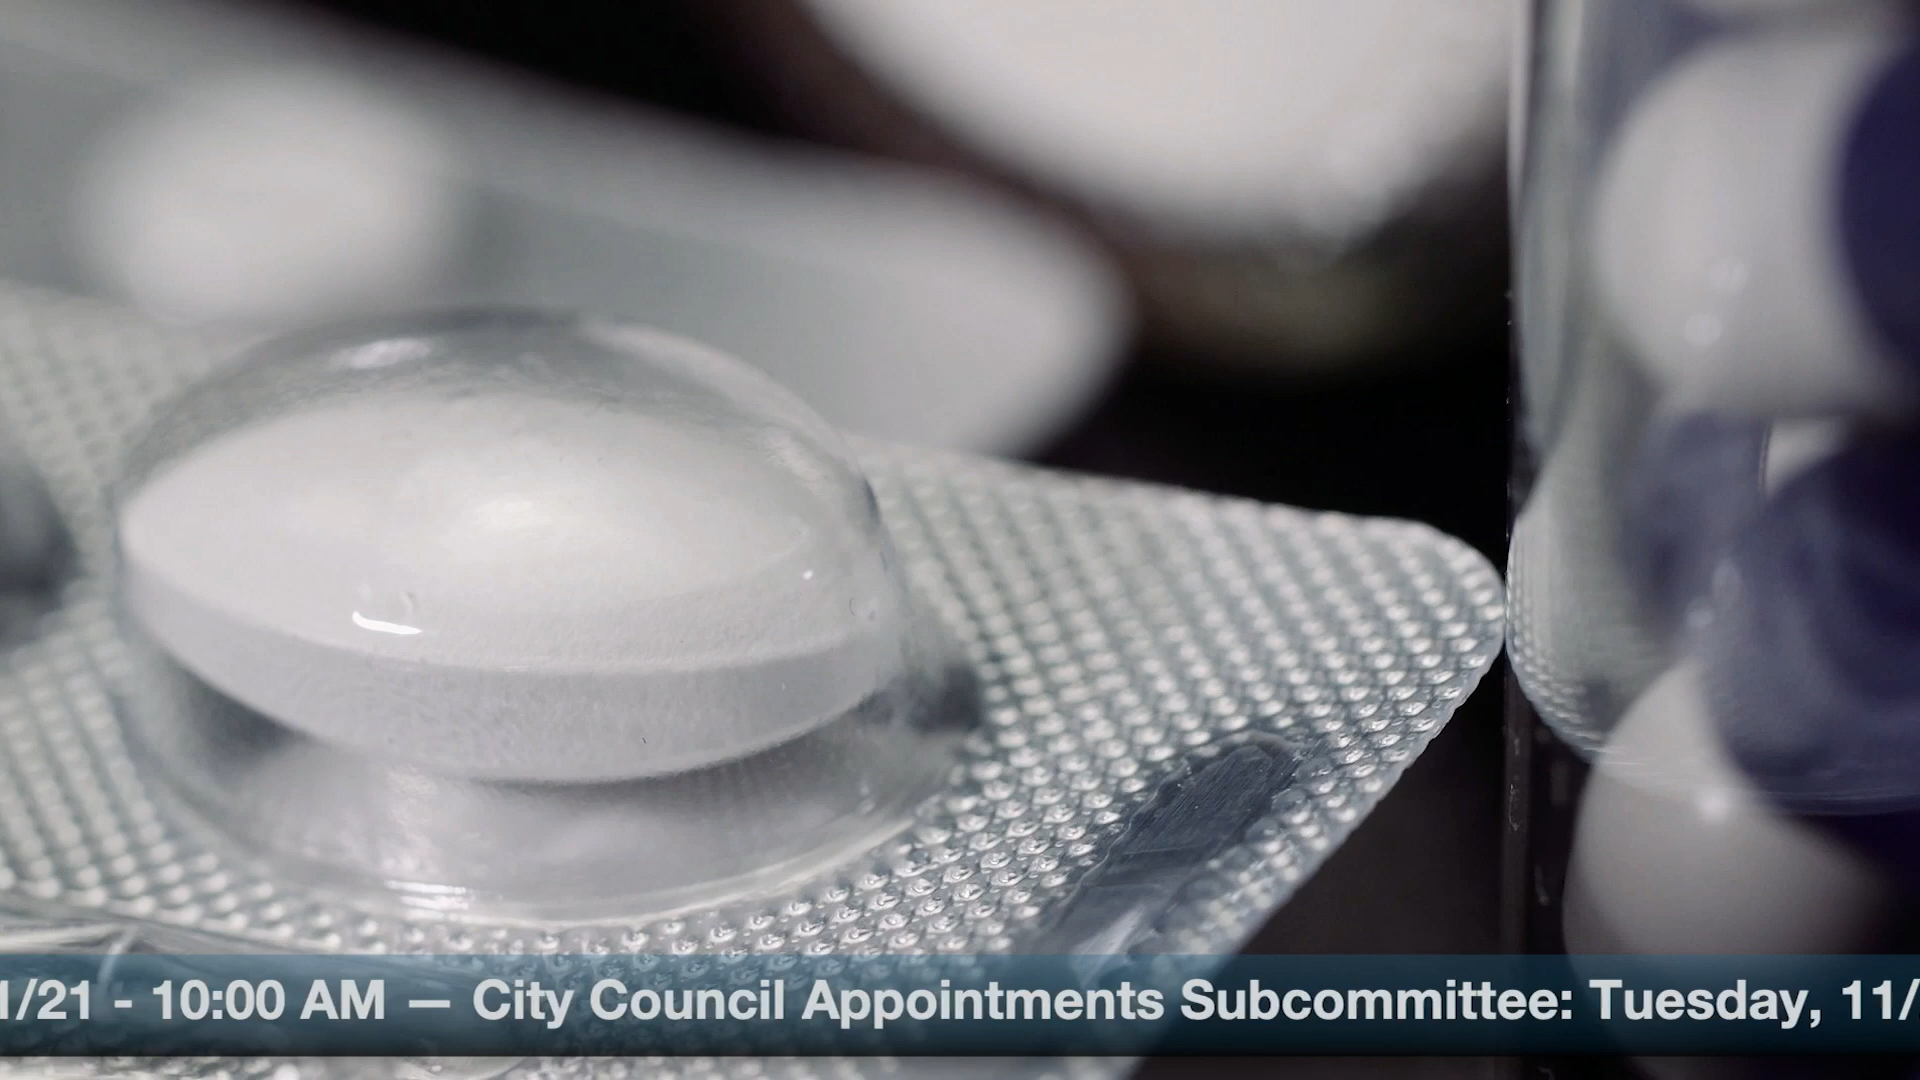 1/21 - 10:00 AM — City Council Appointments Subcommittee: Tuesday, 11/